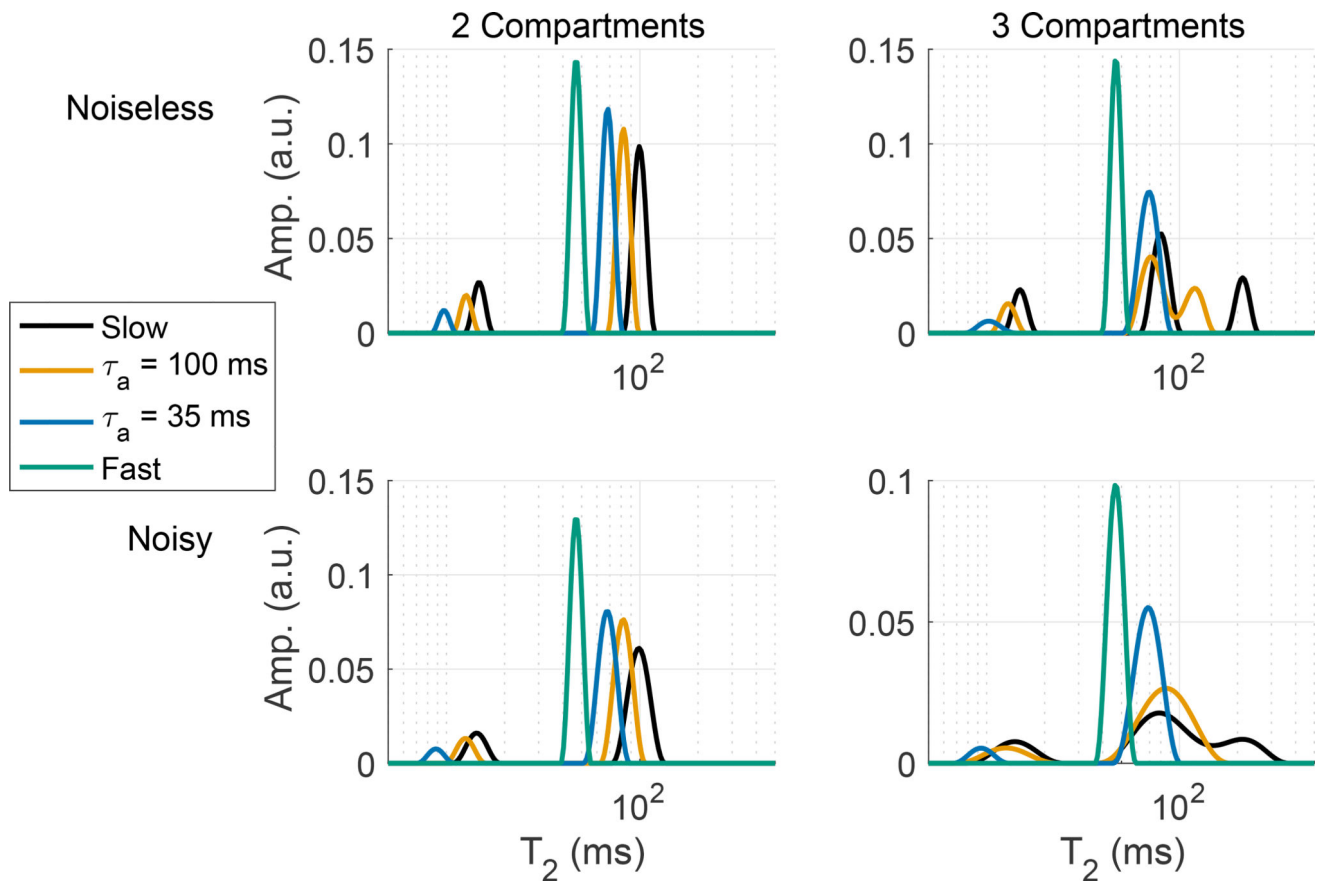 2 Compartments
3 Compartments
Noiseless
Amp. (a.u.)
0.15
0.1
0.05
0
10²
0.15
0.1
0.05
0
10²
Slow
τₐ = 100 ms
τₐ = 35 ms
Fast
Noisy
Amp. (a.u.)
0.15
0.1
0.05
0
10²
T₂ (ms)
0.1
0.05
0
10²
T₂ (ms)